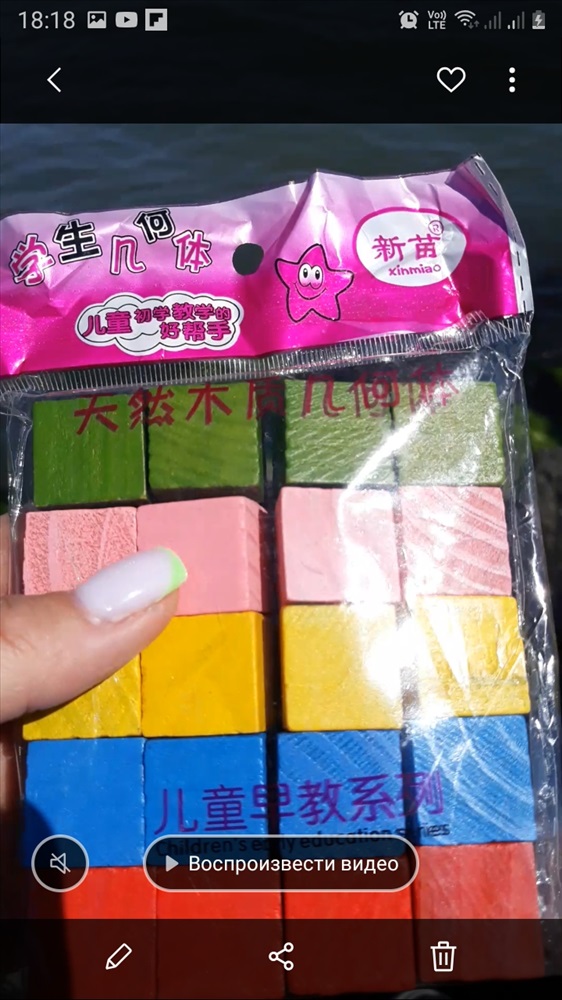 18:18
Vo))
LTE
学生几何体
新苗®
xinmiao
儿童初学教学的
好帮手
天然木质几何体
儿童早教系列
Children's early education series
Воспроизвести видео